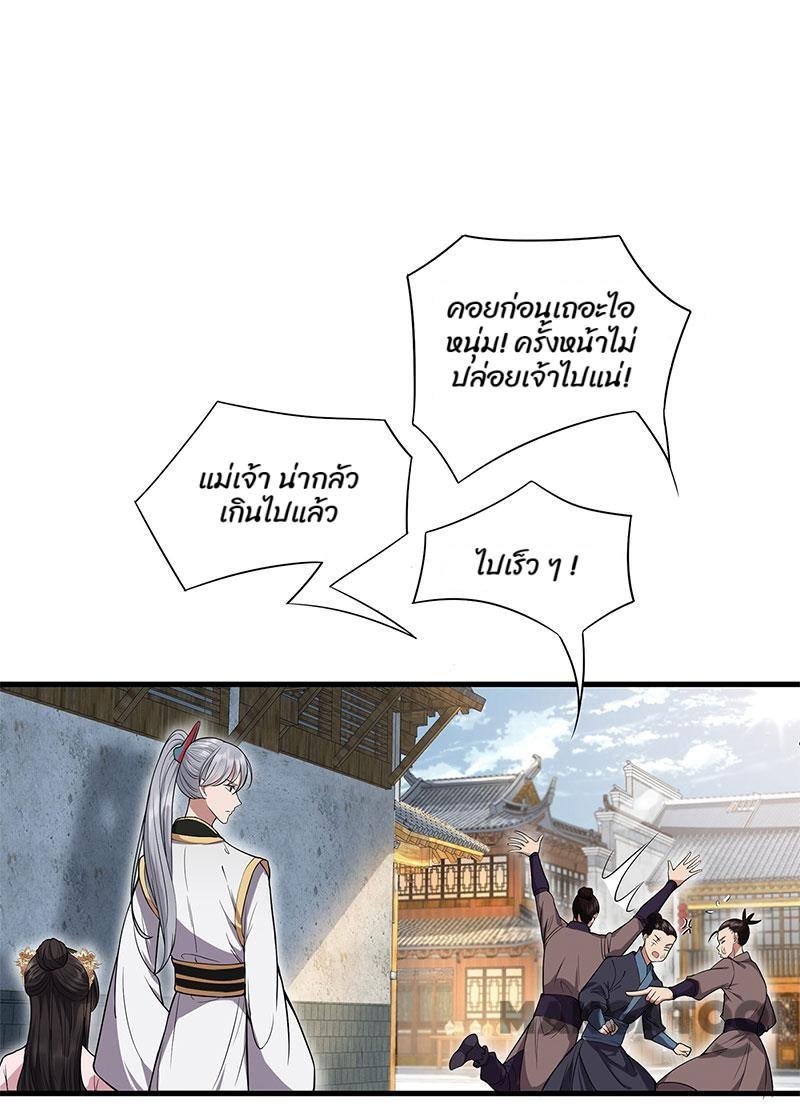 คอยก่อนเถอะไอ
หนุ่ม! ครั้งหน้าไม่
ปล่อยเจ้าไปแน่!
แม่เจ้า น่ากลัว
เกินไปแล้ว
ไปเร็ว ๆ !